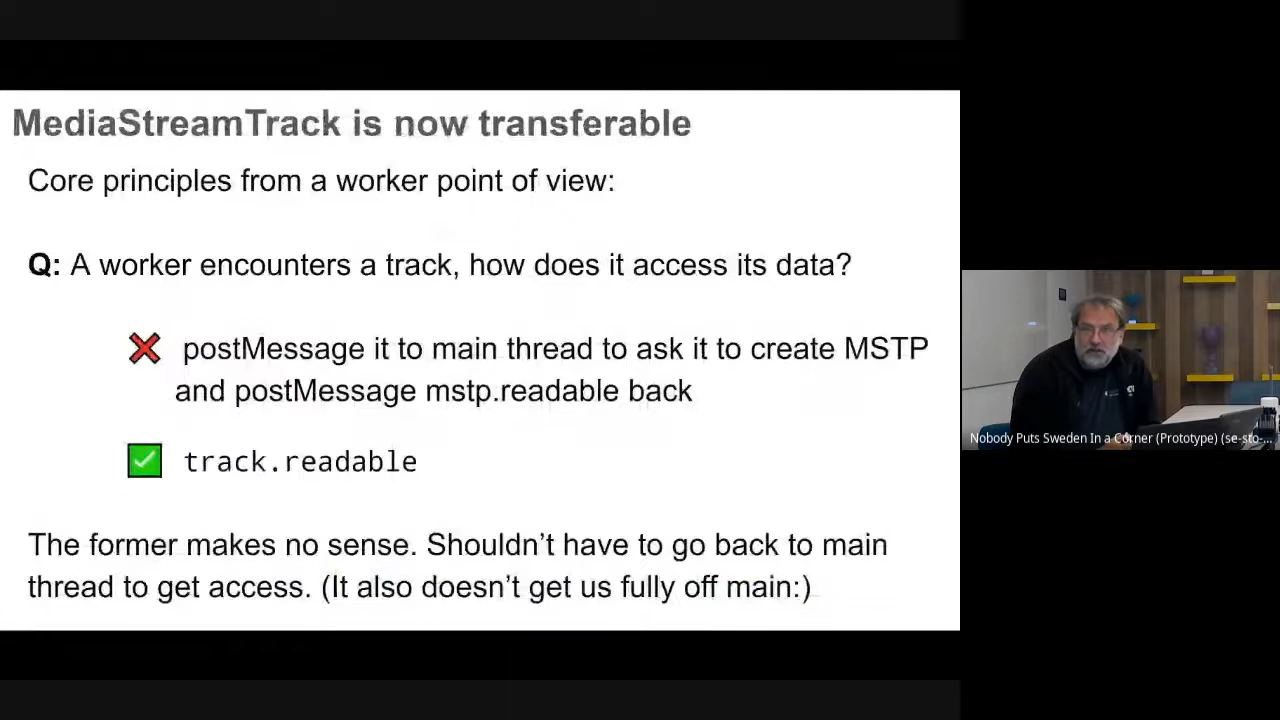 MediaStreamTrack is now transferable
Core principles from a worker point of view:
Q: A worker encounters a track, how does it access its data?
❌ postMessage it to main thread to ask it to create MSTP
and postMessage mstp.readable back
✅ track.readable
The former makes no sense. Shouldn’t have to go back to main
thread to get access. (It also doesn’t get us fully off main:)
Nobody Puts Sweden In a Corner (Prototype) (se-sto-...